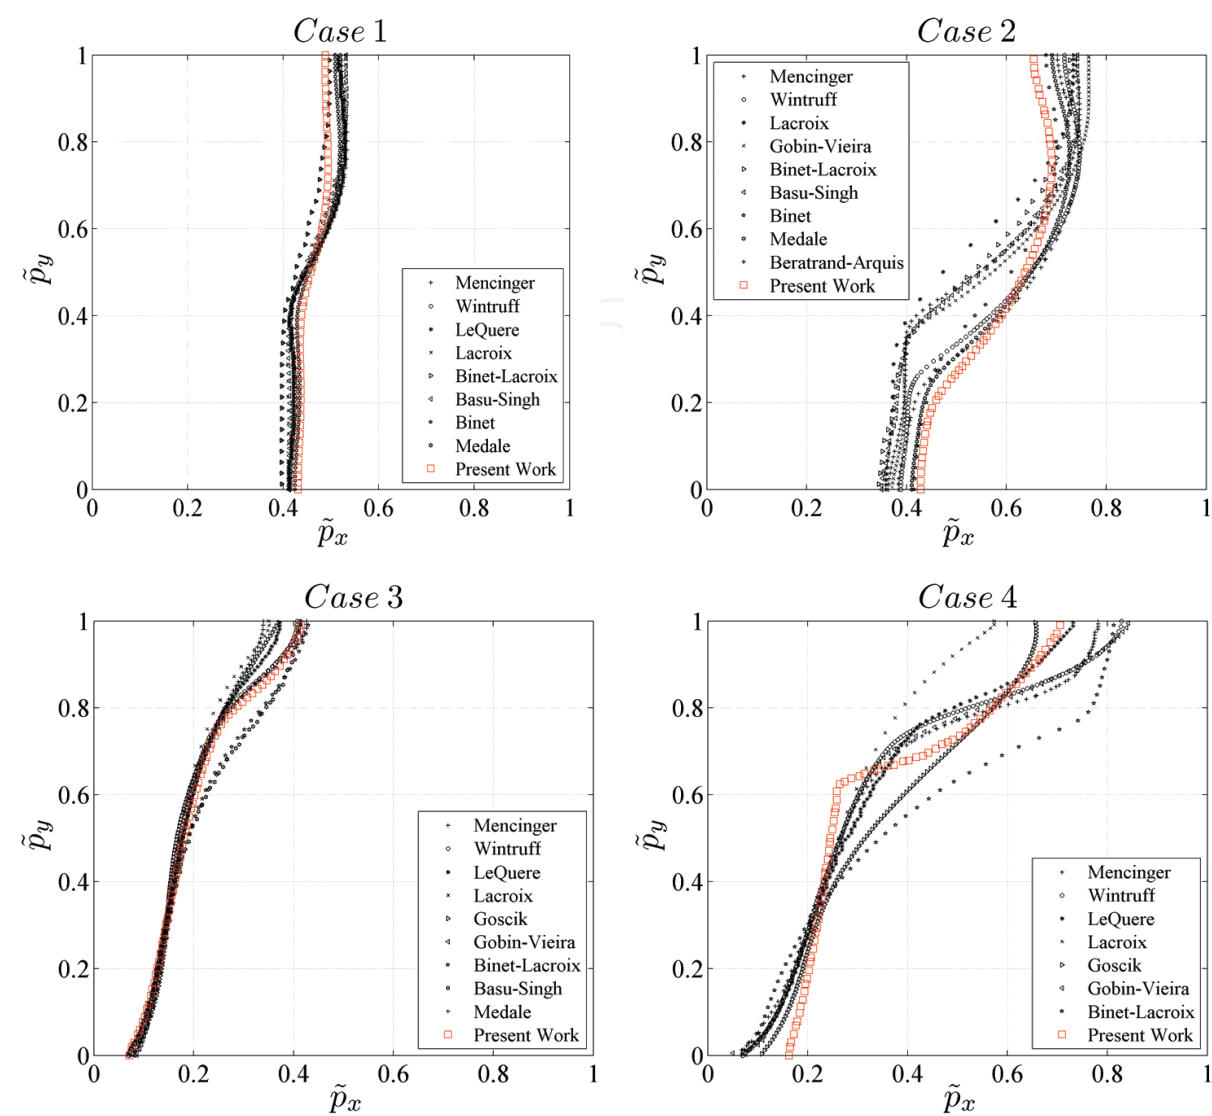 Case 1
1
0.8
0.6
0.4
0.2
0
0 0.2 0.4 0.6 0.8 1
p̃y
p̃x
Mencinger
Wintruff
LeQuere
Lacroix
Binet-Lacroix
Basu-Singh
Binet
Medale
Present Work
Case 2
1
0.8
0.6
0.4
0.2
0
0 0.2 0.4 0.6 0.8 1
p̃y
p̃x
Mencinger
Wintruff
Lacroix
Gobin-Vieira
Binet-Lacroix
Basu-Singh
Binet
Medale
Beratrand-Arquis
Present Work
Case 3
1
0.8
0.6
0.4
0.2
0
0 0.2 0.4 0.6 0.8 1
p̃y
p̃x
Mencinger
Wintruff
LeQuere
Lacroix
Goscik
Gobin-Vieira
Binet-Lacroix
Basu-Singh
Medale
Present Work
Case 4
1
0.8
0.6
0.4
0.2
0
0 0.2 0.4 0.6 0.8 1
p̃y
p̃x
Mencinger
Wintruff
LeQuere
Lacroix
Goscik
Gobin-Vieira
Binet-Lacroix
Present Work